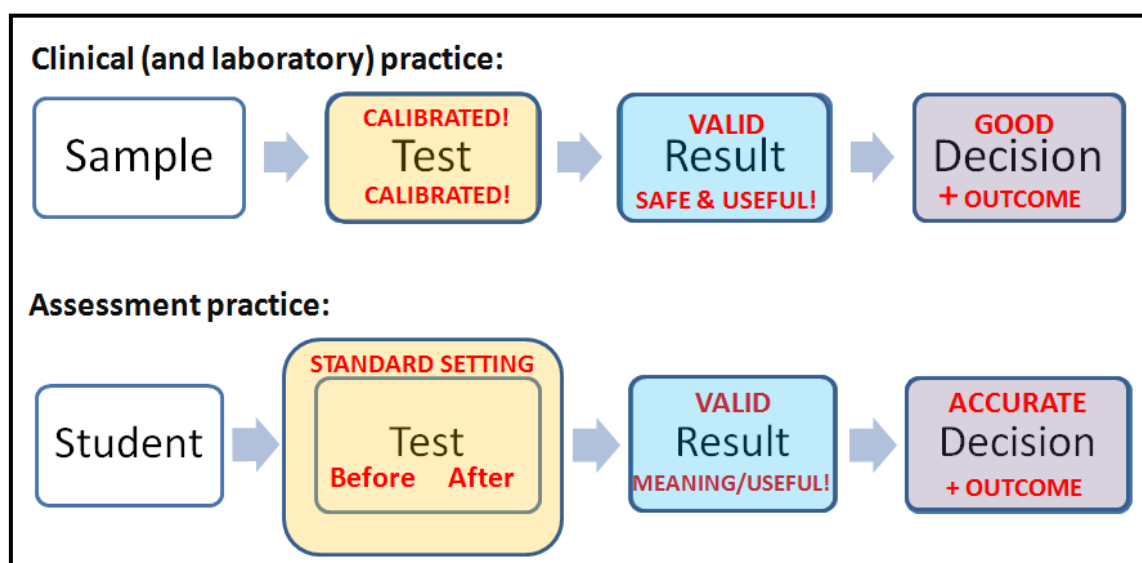 Clinical (and laboratory) practice:
Sample
CALIBRATED!
Test
CALIBRATED!
VALID
Result
SAFE & USEFUL!
GOOD
Decision
+ OUTCOME
Assessment practice:
Student
STANDARD SETTING
Test
Before After
VALID
Result
MEANING/USEFUL!
ACCURATE
Decision
+ OUTCOME